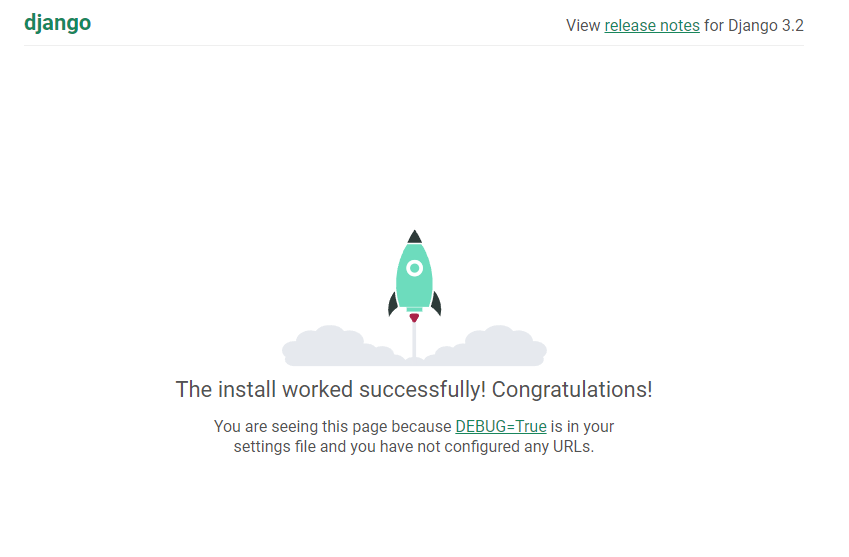 django
View release notes for Django 3.2
The install worked successfully! Congratulations!
You are seeing this page because DEBUG=True is in your
settings file and you have not configured any URLs.